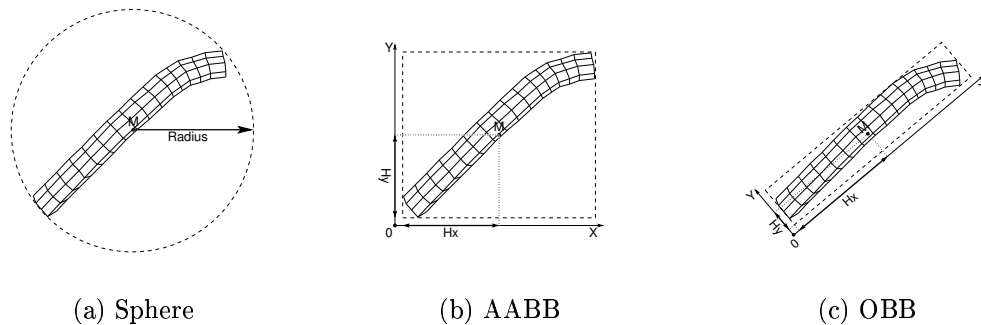 M
Radius
(a) Sphere
Y
M
Hy
0
Hx
X
(b) AABB
M
Y
Hx
Hy
0
(c) OBB